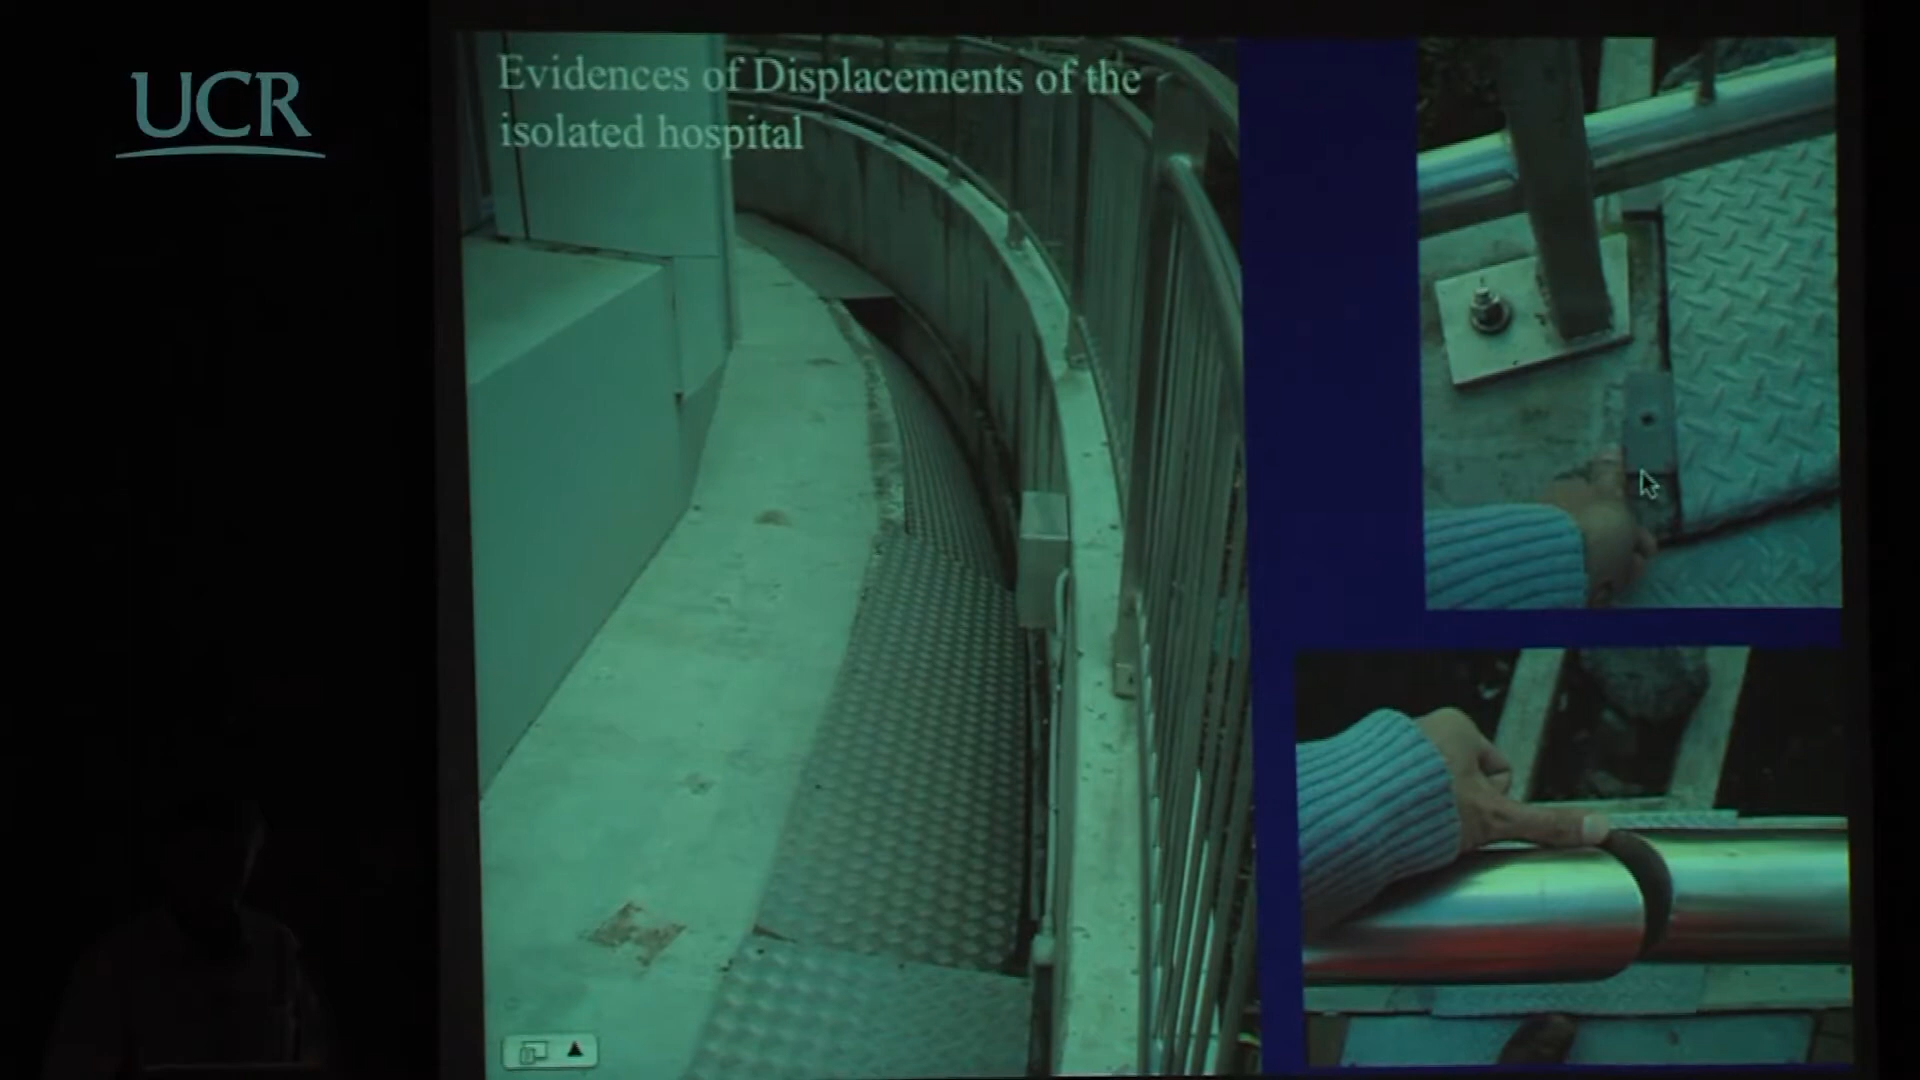 UCR
Evidences of Displacements of the
isolated hospital